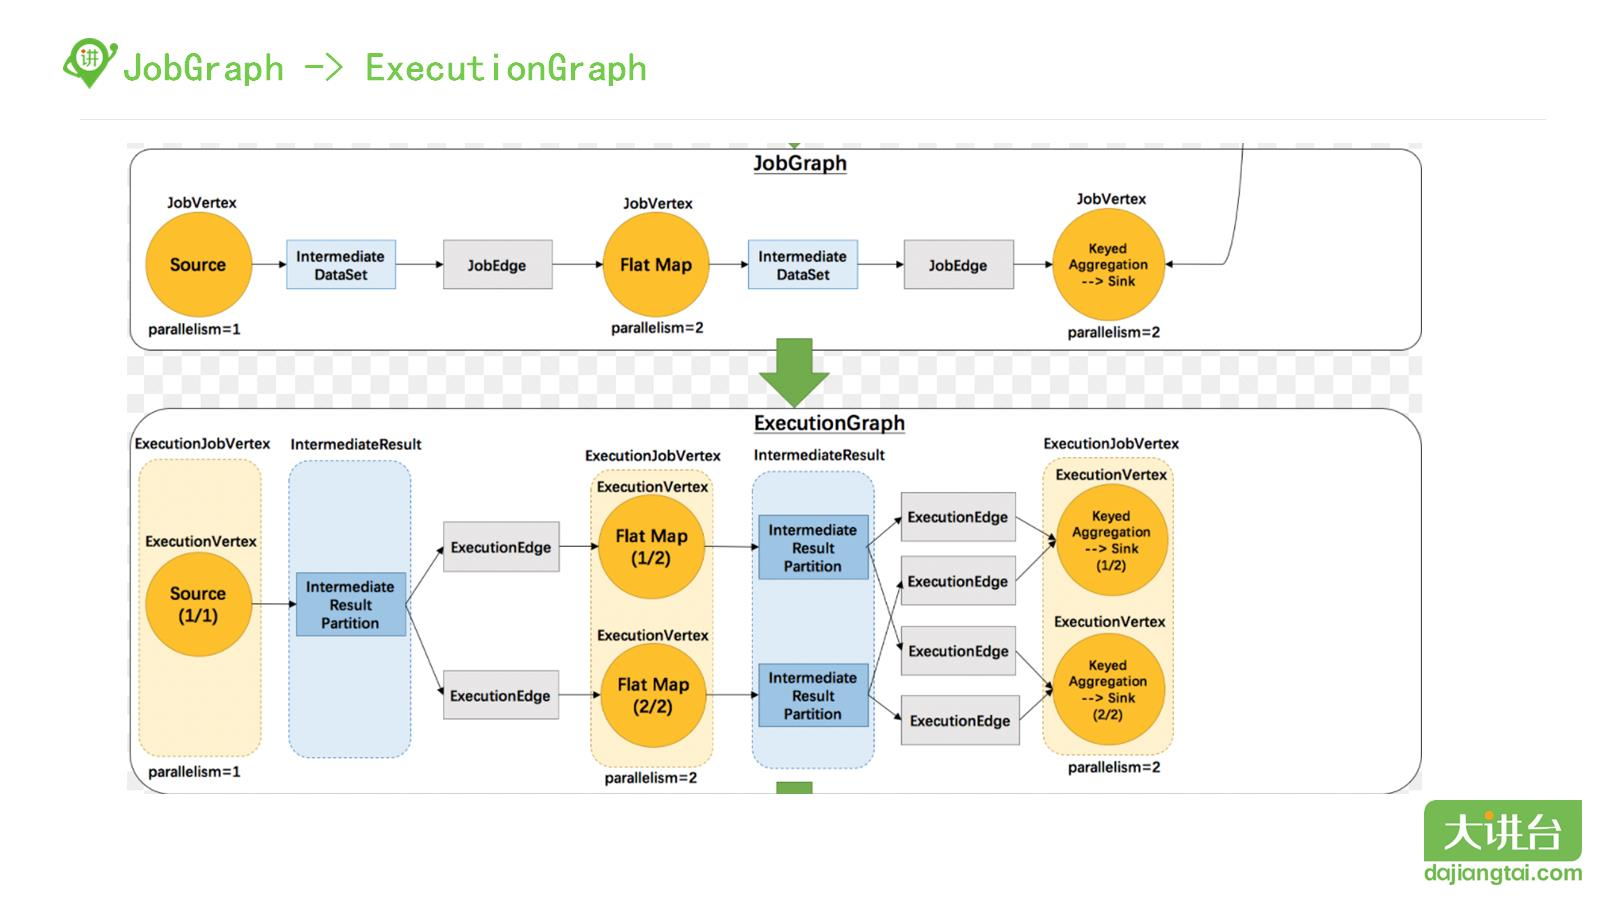 讲
JobGraph -> ExecutionGraph
JobGraph
JobVertex
JobVertex
JobVertex
Source
Intermediate
DataSet
JobEdge
Flat Map
Intermediate
DataSet
JobEdge
Keyed
Aggregation
--> Sink
parallelism=1
parallelism=2
parallelism=2
ExecutionGraph
ExecutionJobVertex
IntermediateResult
ExecutionJobVertex
IntermediateResult
ExecutionJobVertex
ExecutionVertex
Source
(1/1)
Intermediate
Result
Partition
ExecutionEdge
ExecutionEdge
ExecutionVertex
Flat Map
(1/2)
ExecutionVertex
Flat Map
(2/2)
Intermediate
Result
Partition
Intermediate
Result
Partition
ExecutionEdge
ExecutionEdge
ExecutionEdge
ExecutionEdge
ExecutionVertex
Keyed
Aggregation
--> Sink
(1/2)
ExecutionVertex
Keyed
Aggregation
--> Sink
(2/2)
parallelism=1
parallelism=2
parallelism=2
大讲台
dajiangtai.com